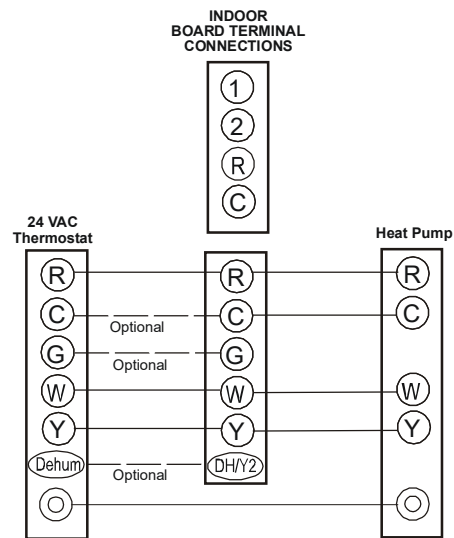 INDOOR
BOARD TERMINAL
CONNECTIONS
1
2
R
C
24 VAC
Thermostat
Heat Pump
R R R
C Optional C C
G Optional G
W W W
Y Y Y
Dehum Optional DH/Y2
O O